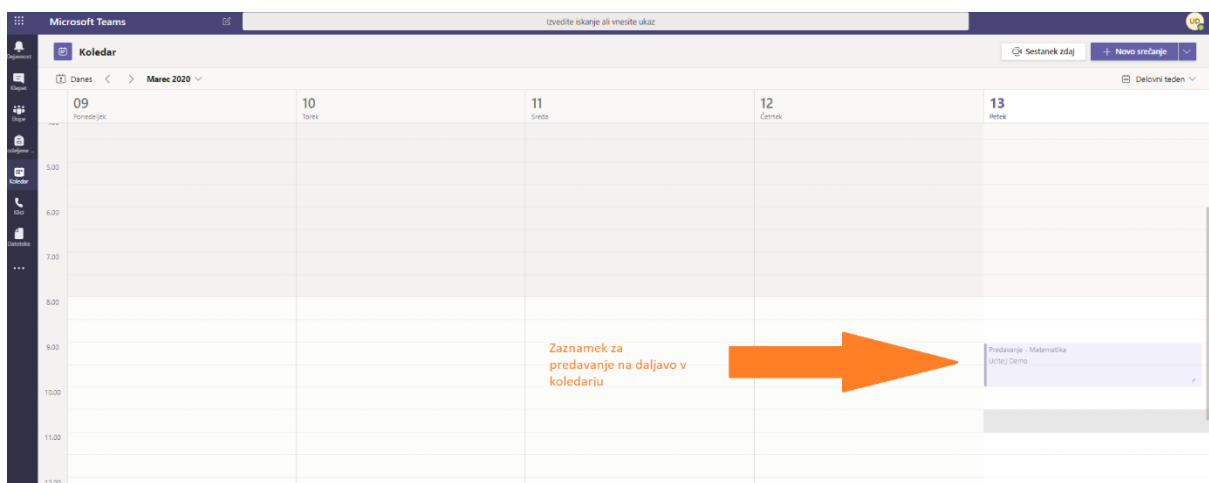 Microsoft Teams
Izvedite iskanje ali vnesite ukaz
UD
Koledar
Sestanek zdaj
+ Novo srečanje
Danes
Marec 2020
Delovni teden
09
Ponedeljek
10
Torek
11
Sreda
12
Četrtek
13
Petek
Klepet
Ekipe
Koledar
Klici
Datoteke
5.00
6.00
7.00
8.00
9.00
10.00
11.00
Zaznamek za
predavanje na daljavo v
koledarju
Predavanje - Matematika
Učitelj Demo